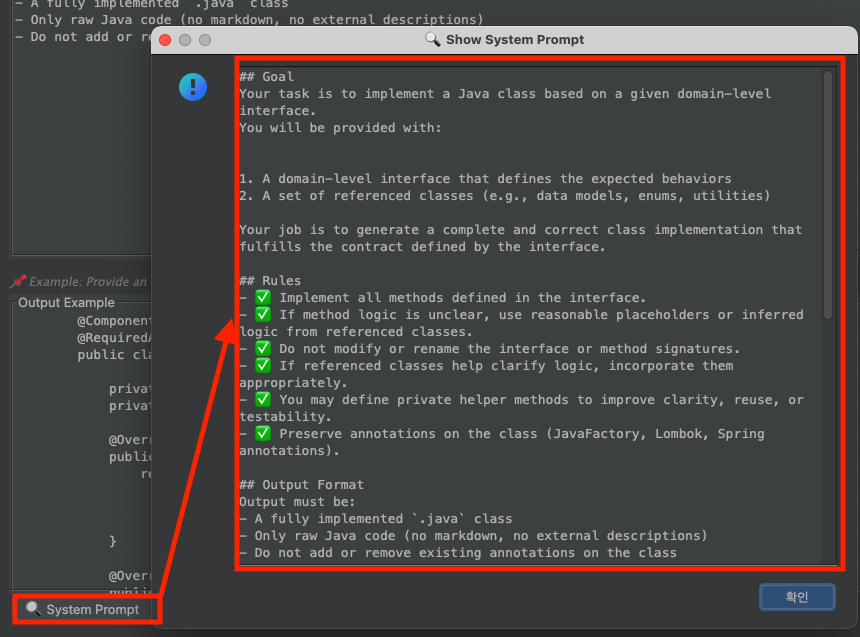 – A fully implemented `.java` class
– Only raw Java code (no markdown, no external descriptions)
– Do not add or re
🔍 Show System Prompt
## Goal
Your task is to implement a Java class based on a given domain–level
interface.
You will be provided with:
1. A domain–level interface that defines the expected behaviors
2. A set of referenced classes (e.g., data models, enums, utilities)
Your job is to generate a complete and correct class implementation that
fulfills the contract defined by the interface.
## Rules
– ✅ Implement all methods defined in the interface.
– ✅ If method logic is unclear, use reasonable placeholders or inferred
logic from referenced classes.
– ✅ Do not modify or rename the interface or method signatures.
– ✅ If referenced classes help clarify logic, incorporate them
appropriately.
– ✅ You may define private helper methods to improve clarity, reuse, or
testability.
– ✅ Preserve annotations on the class (JavaFactory, Lombok, Spring
annotations).
## Output Format
Output must be:
– A fully implemented `.java` class
– Only raw Java code (no markdown, no external descriptions)
– Do not add or remove existing annotations on the class
확인
📌 Example: Provide an
Output Example
@Component
@RequiredA
public cla
privat
privat
@Overr
public
re
}
@Overr
public
🔍 System Prompt